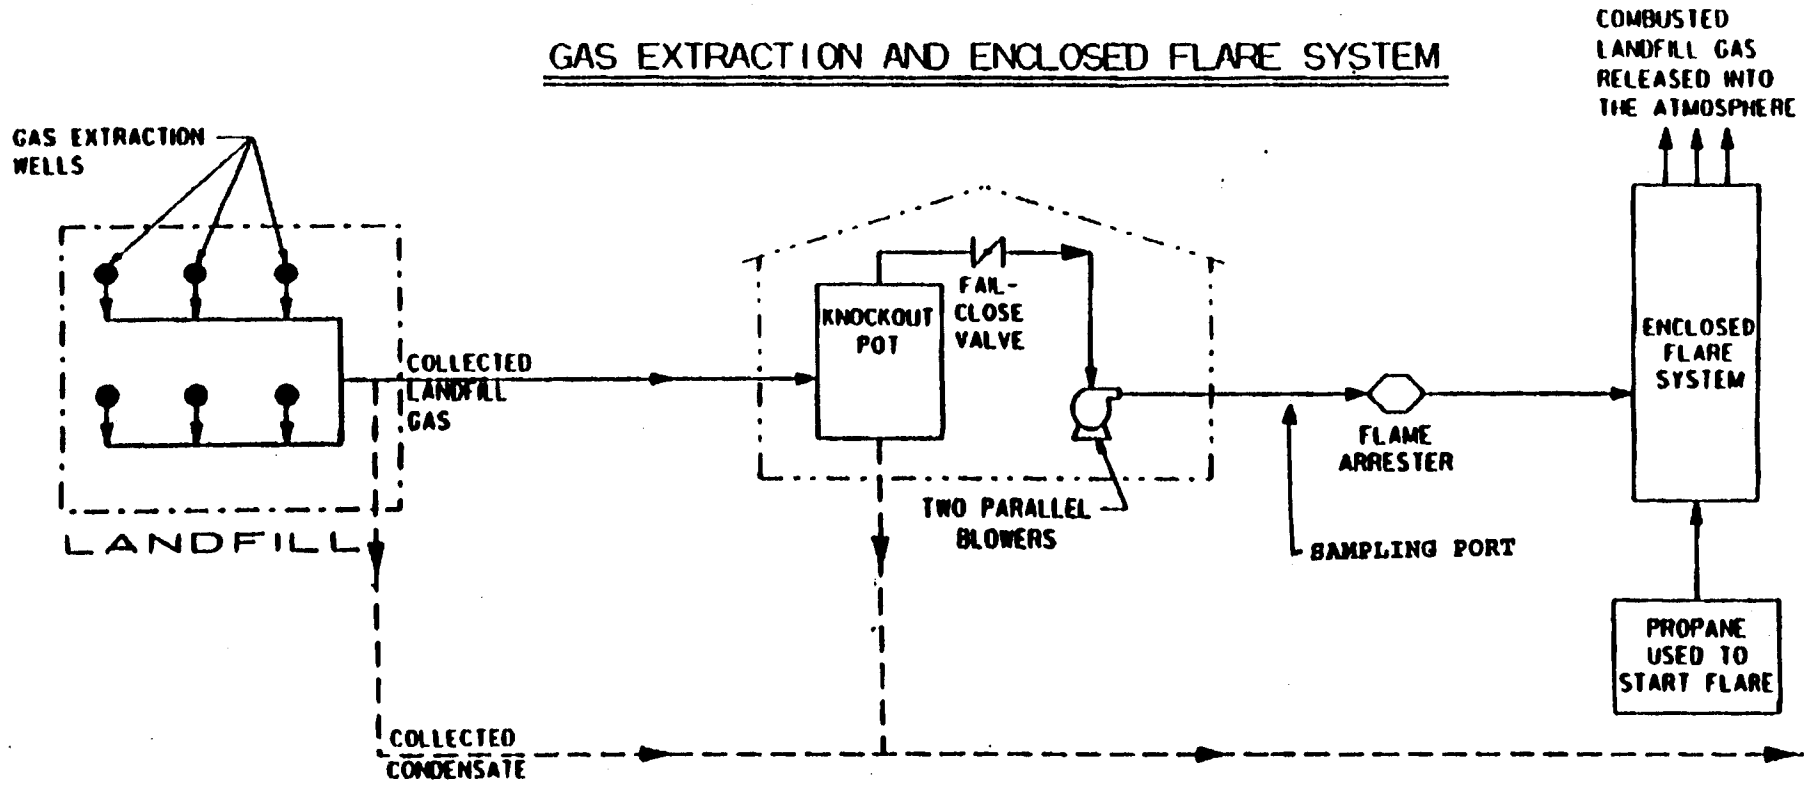 GAS EXTRACTION AND ENCLOSED FLARE SYSTEM
COMBUSTED
LANDFILL GAS
RELEASED INTO
THE ATMOSPHERE
GAS EXTRACTION
WELLS
COLLECTED
LANDFILL
GAS
LANDFILL
KNOCKOUT
POT
FAIL-
CLOSE
VALVE
TWO PARALLEL
BLOWERS
SAMPLING PORT
FLAME
ARRESTER
ENCLOSED
FLARE
SYSTEM
PROPANE
USED TO
START FLARE
COLLECTED
CONDENSATE